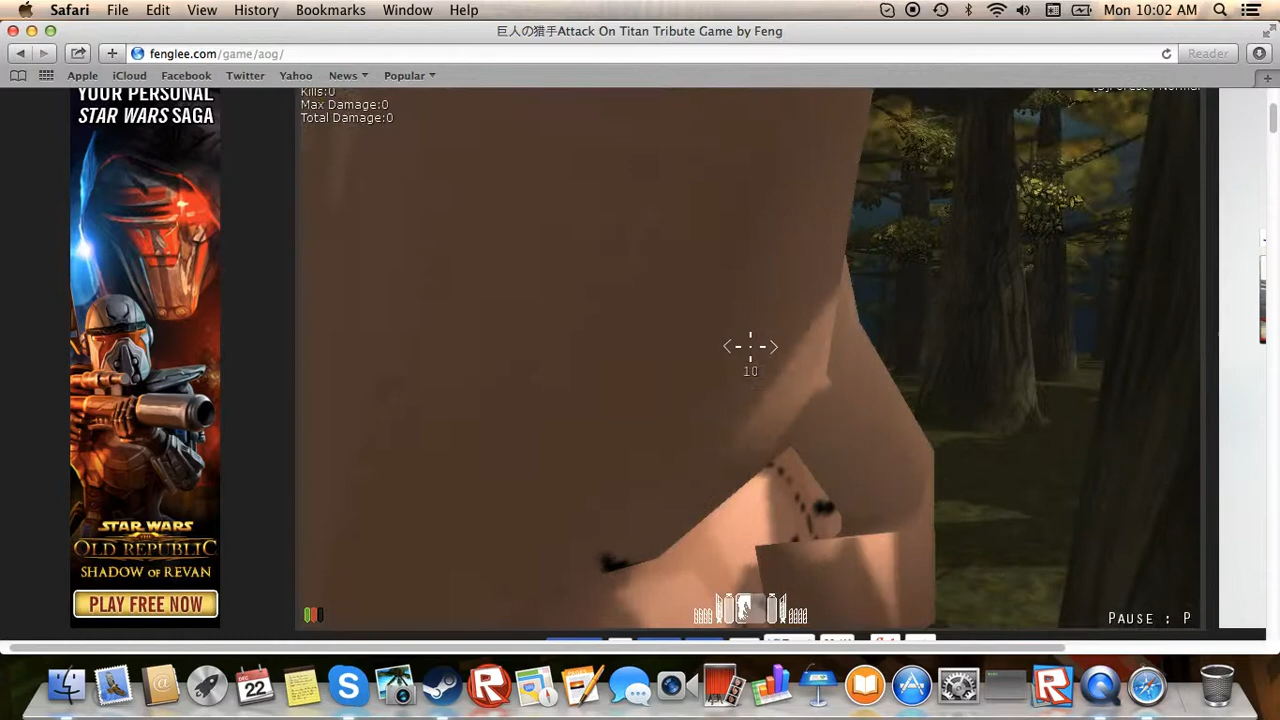 Safari File Edit View History Bookmarks Window Help Mon 10:02 AM
巨人の猎手Attack On Titan Tribute Game by Feng
fenglee.com/game/aog/ Reader
Apple iCloud Facebook Twitter Yahoo News Popular
YOUR PERSONAL
STAR WARS SAGA
Kills:0
Max Damage:0
Total Damage:0
10
STAR WARS
THE
OLD REPUBLIC
SHADOW OF REVAN
PLAY FREE NOW
PAUSE : P
DEC
22